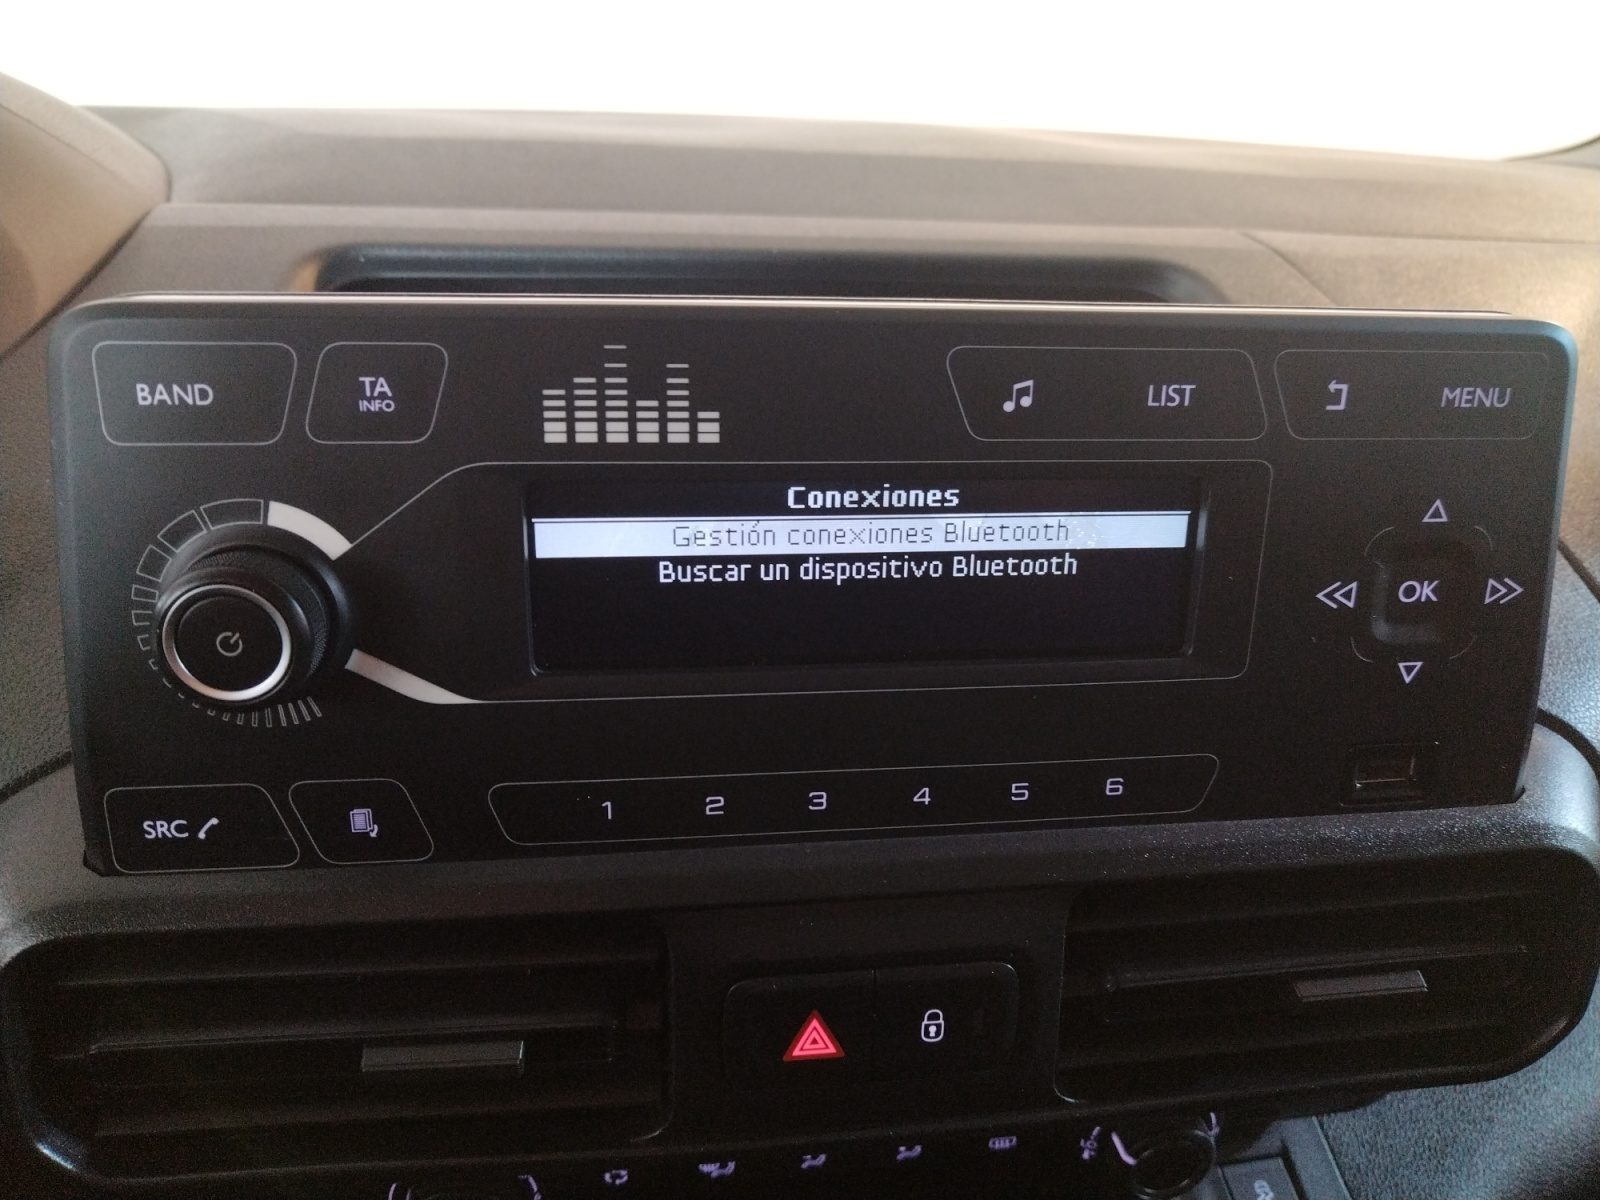 BAND
TA
INFO
LIST
MENU
Conexiones
Gestión conexiones Bluetooth
Buscar un dispositivo Bluetooth
OK
SRC
1 2 3 4 5 6